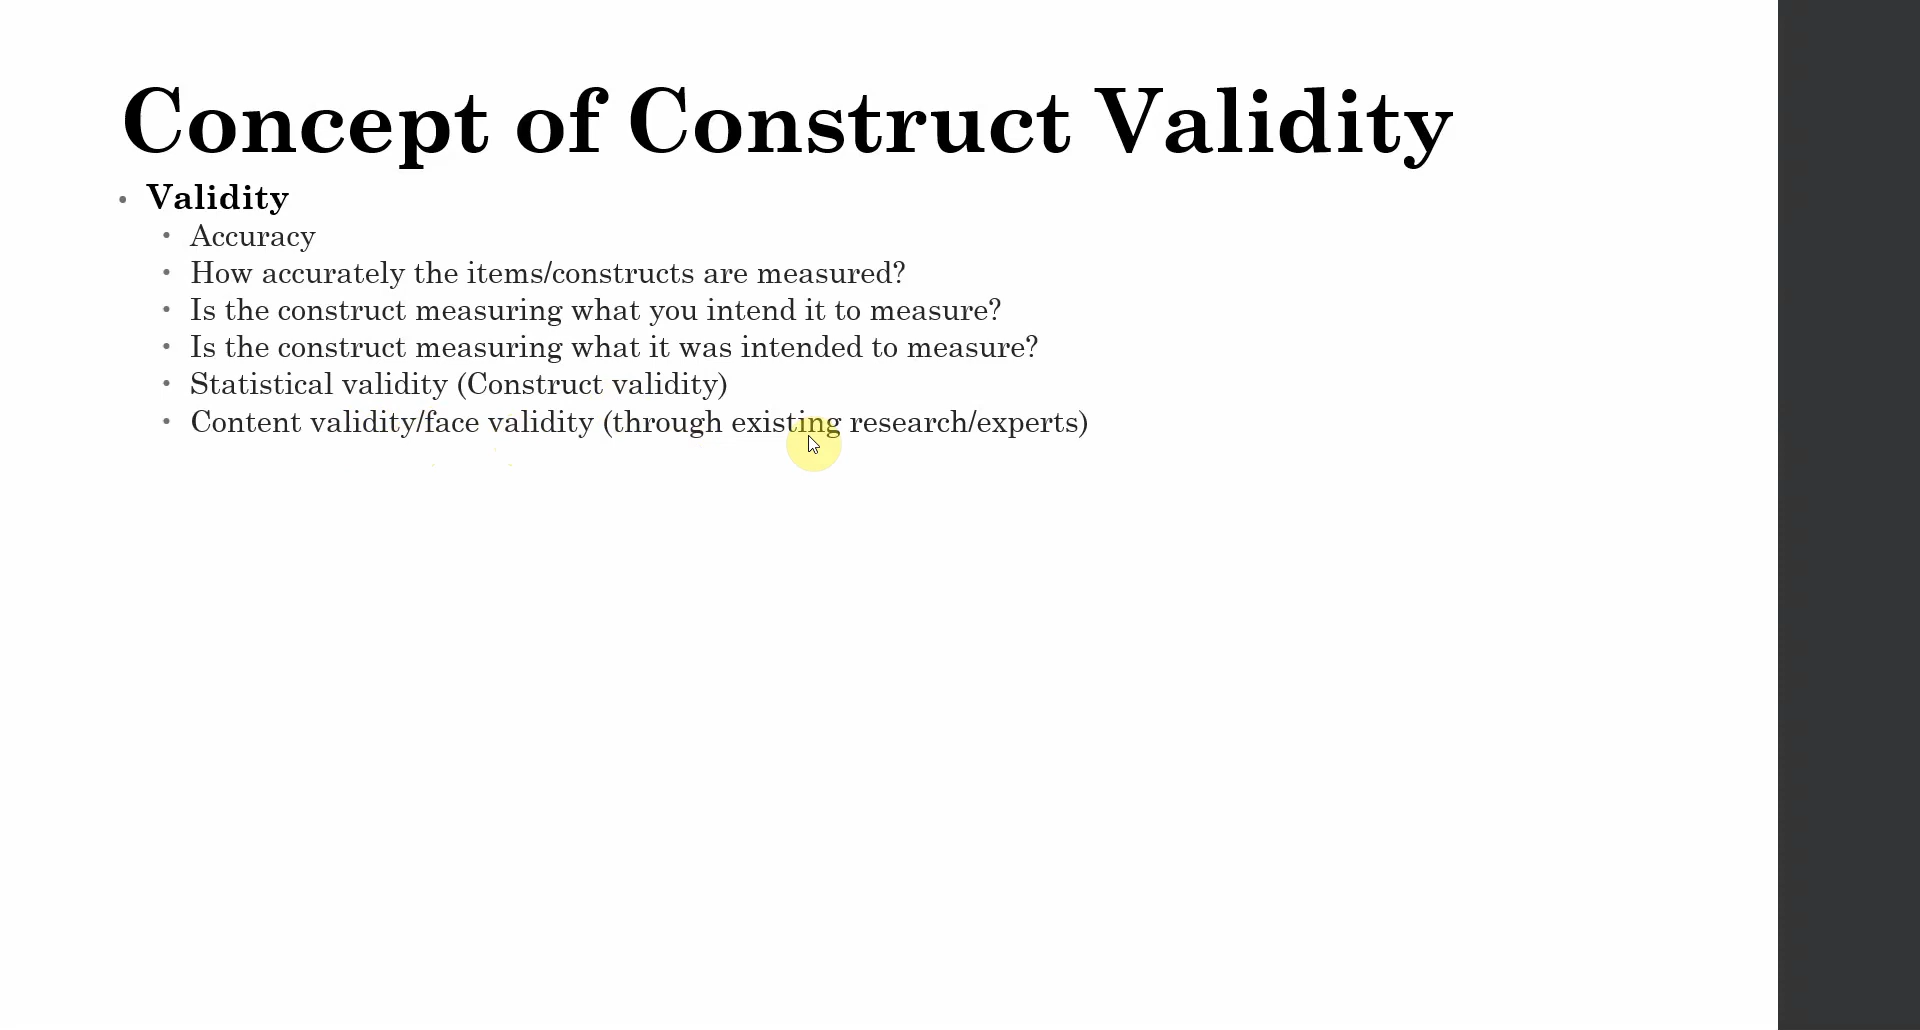 Concept of Construct Validity
• Validity
• Accuracy
• How accurately the items/constructs are measured?
• Is the construct measuring what you intend it to measure?
• Is the construct measuring what it was intended to measure?
• Statistical validity (Construct validity)
• Content validity/face validity (through existing research/experts)